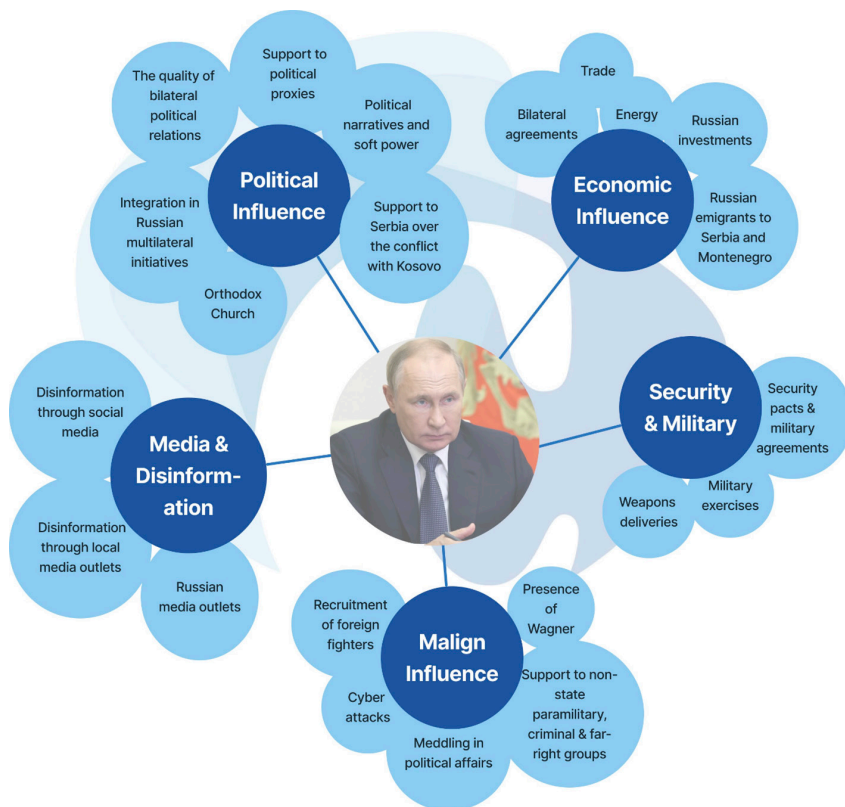 The quality of
bilateral
political
relations
Support to
political
proxies
Political
narratives and
soft power
Political
Influence
Integration in
Russian
multilateral
initiatives
Support to
Serbia over
the conflict
with Kosovo
Orthodox
Church
Trade
Bilateral
agreements
Energy
Russian
investments
Economic
Influence
Russian
emigrants to
Serbia and
Montenegro
Security
& Military
Security
pacts &
military
agreements
Military
exercises
Weapons
deliveries
Disinformation
through social
media
Media &
Disinform-
ation
Disinformation
through local
media outlets
Russian
media outlets
Recruitment
of foreign
fighters
Presence
of
Wagner
Malign
Influence
Cyber
attacks
Meddling in
political affairs
Support to non-
state
paramilitary,
criminal & far-
right groups